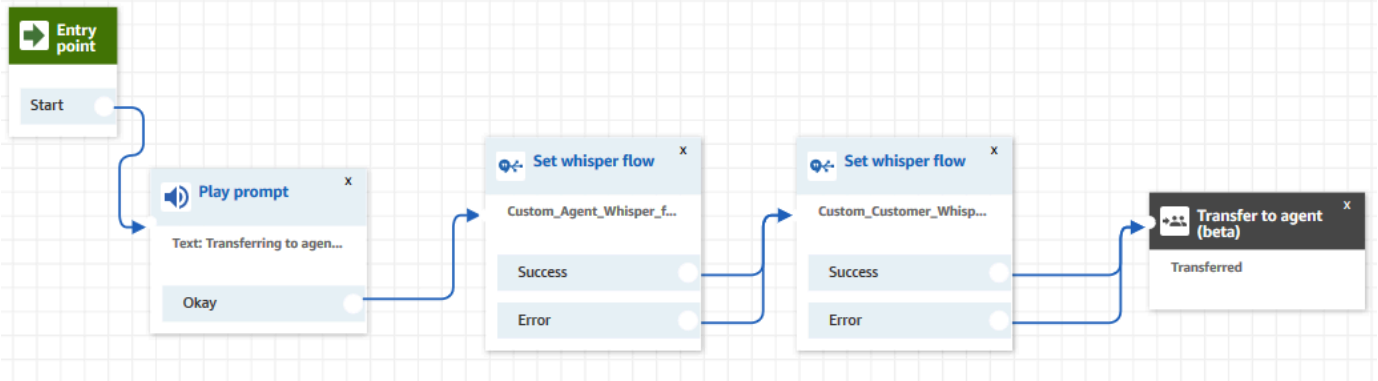 Entry
point
Start
x
Play prompt
Text: Transferring to agen...
Okay
x
Set whisper flow
Custom_Agent_Whisper_f...
Success
Error
x
Set whisper flow
Custom_Customer_Whisp...
Success
Error
x
Transfer to agent
(beta)
Transferred